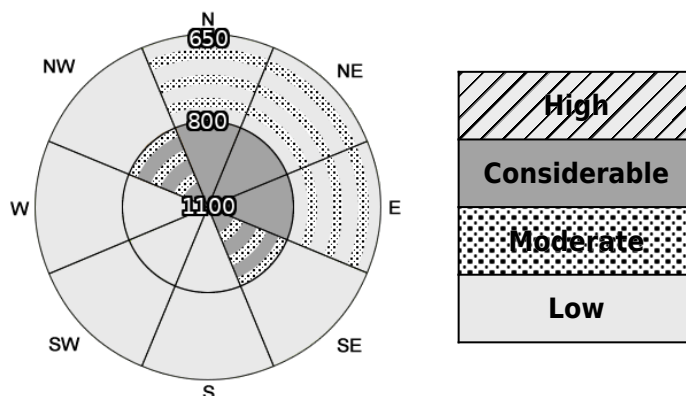 N
650
NW
NE
High
800
Considerable
W
1100
E
Moderate
Low
SW
SE
S